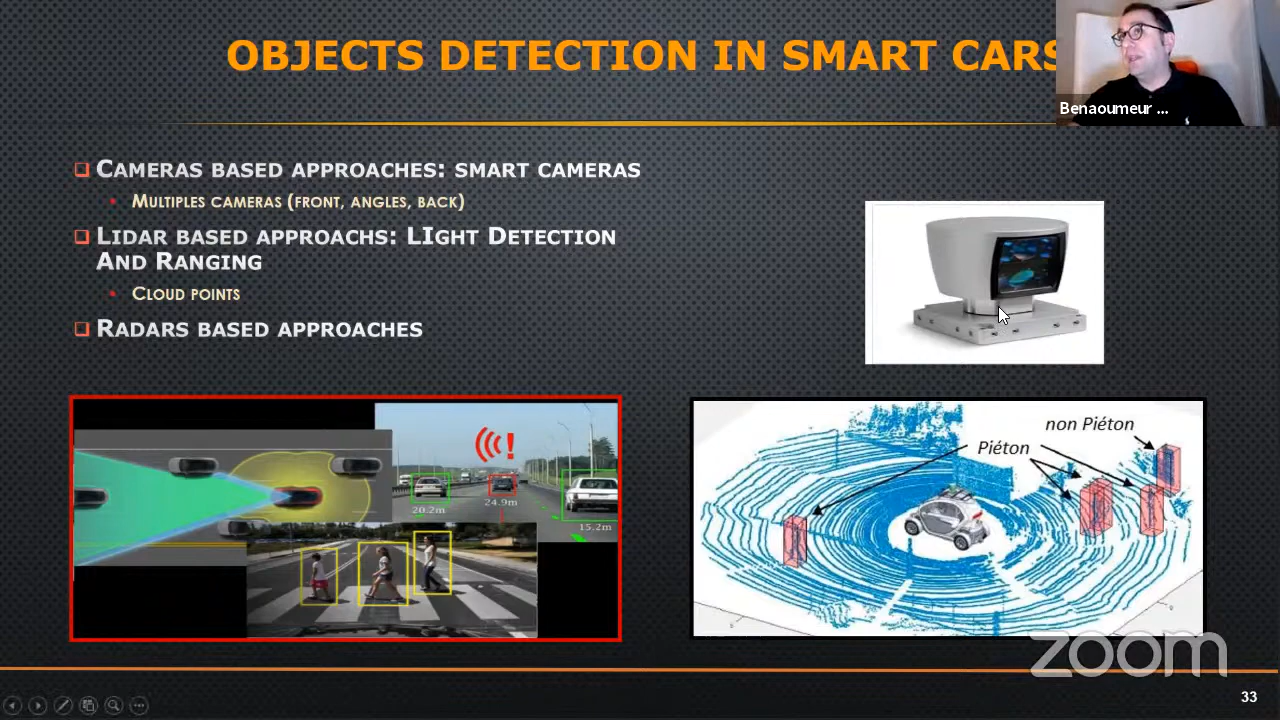 OBJECTS DETECTION IN SMART CARS
Benaoumeur ...
CAMERAS BASED APPROACHES: SMART CAMERAS
MULTIPLES CAMERAS (FRONT, ANGLES, BACK)
LIDAR BASED APPROACHS: LIGHT DETECTION
AND RANGING
CLOUD POINTS
RADARS BASED APPROACHES
20.2m
24.9m
15.2m
non Piéton
Piéton
zoom
33